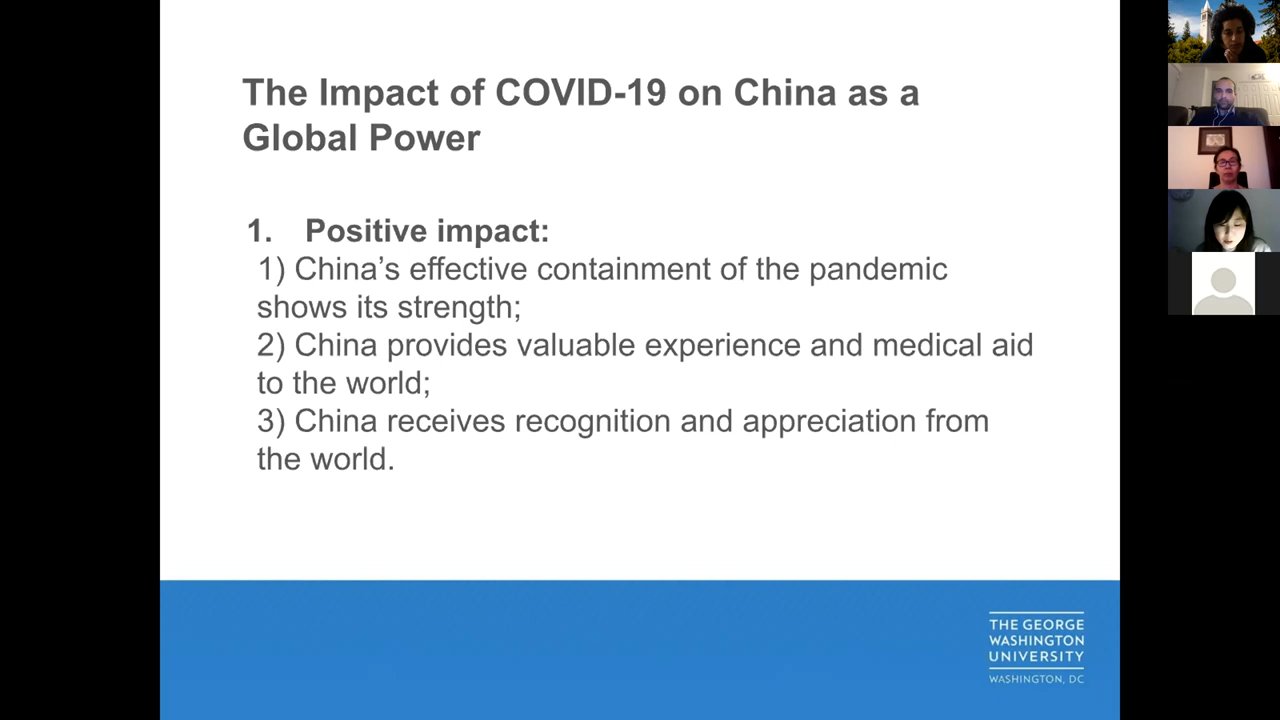 The Impact of COVID-19 on China as a
Global Power
1. Positive impact:
1) China’s effective containment of the pandemic
shows its strength;
2) China provides valuable experience and medical aid
to the world;
3) China receives recognition and appreciation from
the world.
THE GEORGE
WASHINGTON
UNIVERSITY
WASHINGTON, DC